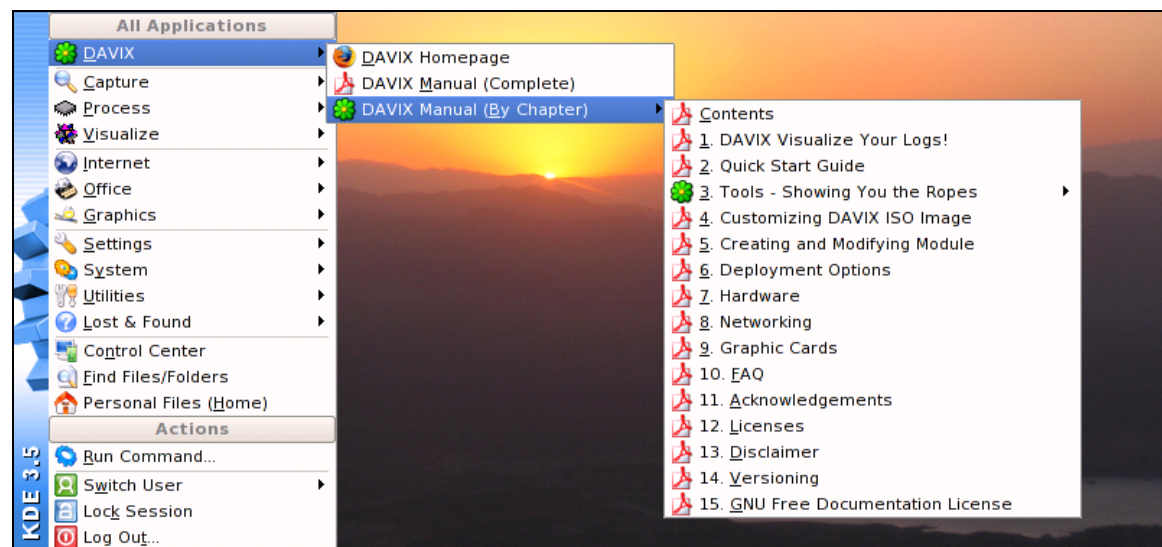 All Applications
DAVIX
Capture
Process
Visualize
Internet
Office
Graphics
Settings
System
Utilities
Lost & Found
Control Center
Find Files/Folders
Personal Files (Home)
Actions
Run Command...
Switch User
Lock Session
Log Out...
KDE 3.5
DAVIX Homepage
DAVIX Manual (Complete)
DAVIX Manual (By Chapter)
Contents
1. DAVIX Visualize Your Logs!
2. Quick Start Guide
3. Tools - Showing You the Ropes
4. Customizing DAVIX ISO Image
5. Creating and Modifying Module
6. Deployment Options
7. Hardware
8. Networking
9. Graphic Cards
10. FAQ
11. Acknowledgements
12. Licenses
13. Disclaimer
14. Versioning
15. GNU Free Documentation License